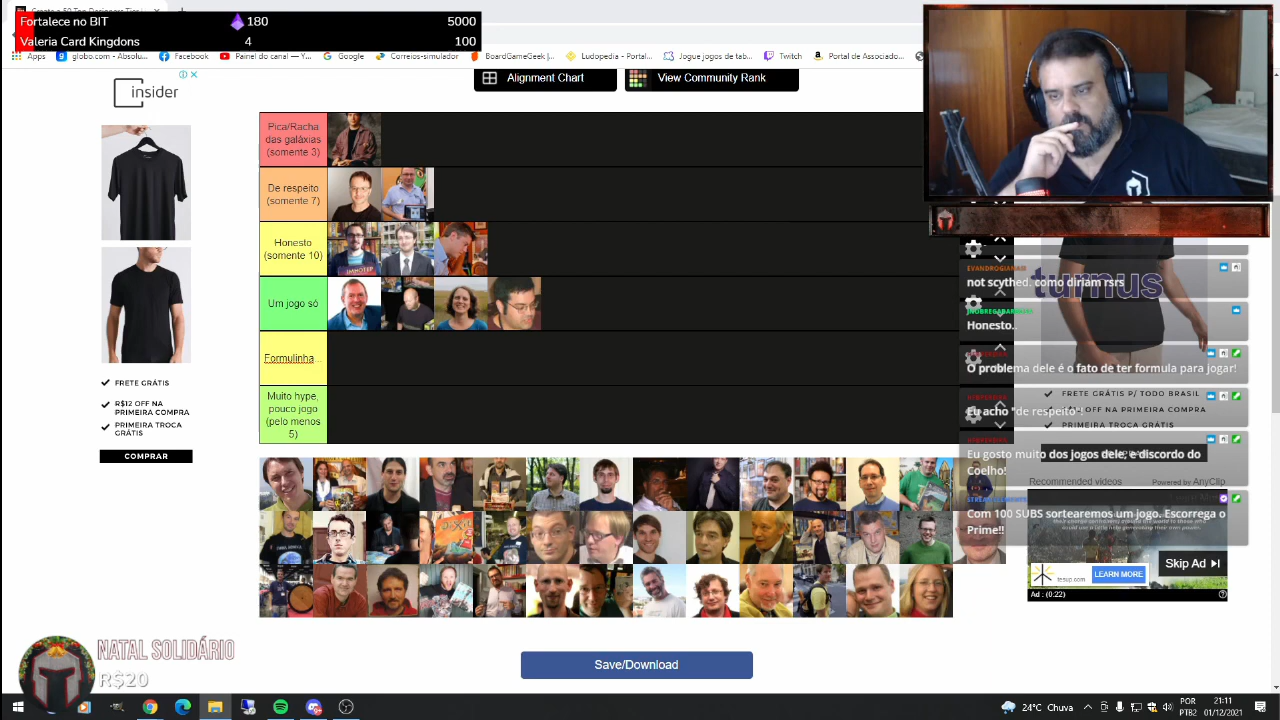 Fortalece no BIT 180 5000
Valeria Card Kingdons 4 100
Apps globo.com - Absolu... Facebook Painel do canal — Y... Google Correios-simulador BoardGameGeek |... Ludopedia - Portal... Jogue jogos de tab... Twitch Portal de Associado...
Alignment Chart
View Community Rank
insider
FRETE GRÁTIS
R$12 OFF NA
PRIMEIRA COMPRA
PRIMEIRA TROCA
GRÁTIS
COMPRAR
Pica/Racha
das galáxias
(somente 3)
De respeito
(somente 7)
Honesto
(somente 10)
IMHOTEP
Um jogo só
Formulinha...
Muito hype,
pouco jogo
(pelo menos
5)
turnus
not scythed. como diriam rsrs
Honesto..
O problema dele é o fato de ter formula para jogar!
FRETE GRÁTIS P/ TODO BRASIL
Eu acho "de respeito"!
OFF NA PRIMEIRA COMPRA
PRIMEIRA TROCA GRÁTIS
Eu gosto muito dos jogos dele, e discordo do
Coelho!
Recommended videos Powered by AnyClip
Com 100 SUBS sortearemos um jogo. Escorrega o
Prime!!
Skip Ad
tesup.com
LEARN MORE
Ad : (0:22)
NATAL SOLIDÁRIO
R$20
Save/Download
24°C Chuva
POR
PTB2
21:11
01/12/2021